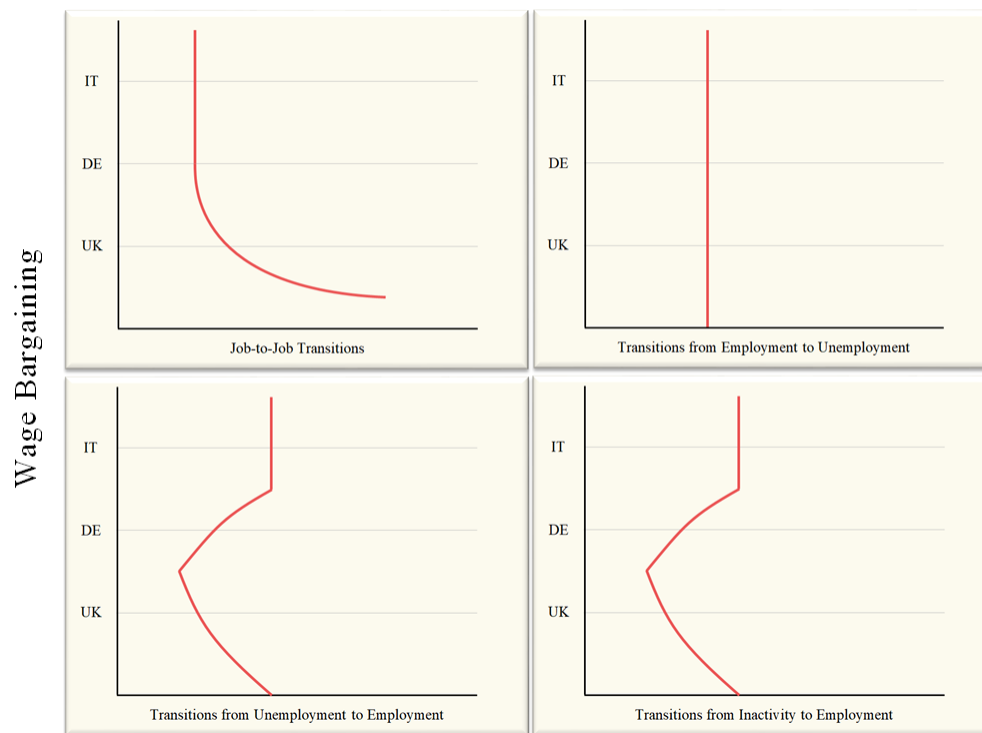 Wage Bargaining
IT
DE
UK
Job-to-Job Transitions
IT
DE
UK
Transitions from Employment to Unemployment
IT
DE
UK
Transitions from Unemployment to Employment
IT
DE
UK
Transitions from Inactivity to Employment